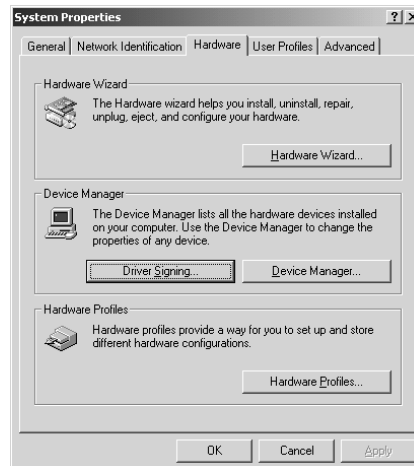 System Properties
General Network Identification Hardware User Profiles Advanced
Hardware Wizard
The Hardware wizard helps you install, uninstall, repair,
unplug, eject, and configure your hardware.
Hardware Wizard...
Device Manager
The Device Manager lists all the hardware devices installed
on your computer. Use the Device Manager to change the
properties of any device.
Driver Signing... Device Manager...
Hardware Profiles
Hardware profiles provide a way for you to set up and store
different hardware configurations.
Hardware Profiles...
OK Cancel Apply